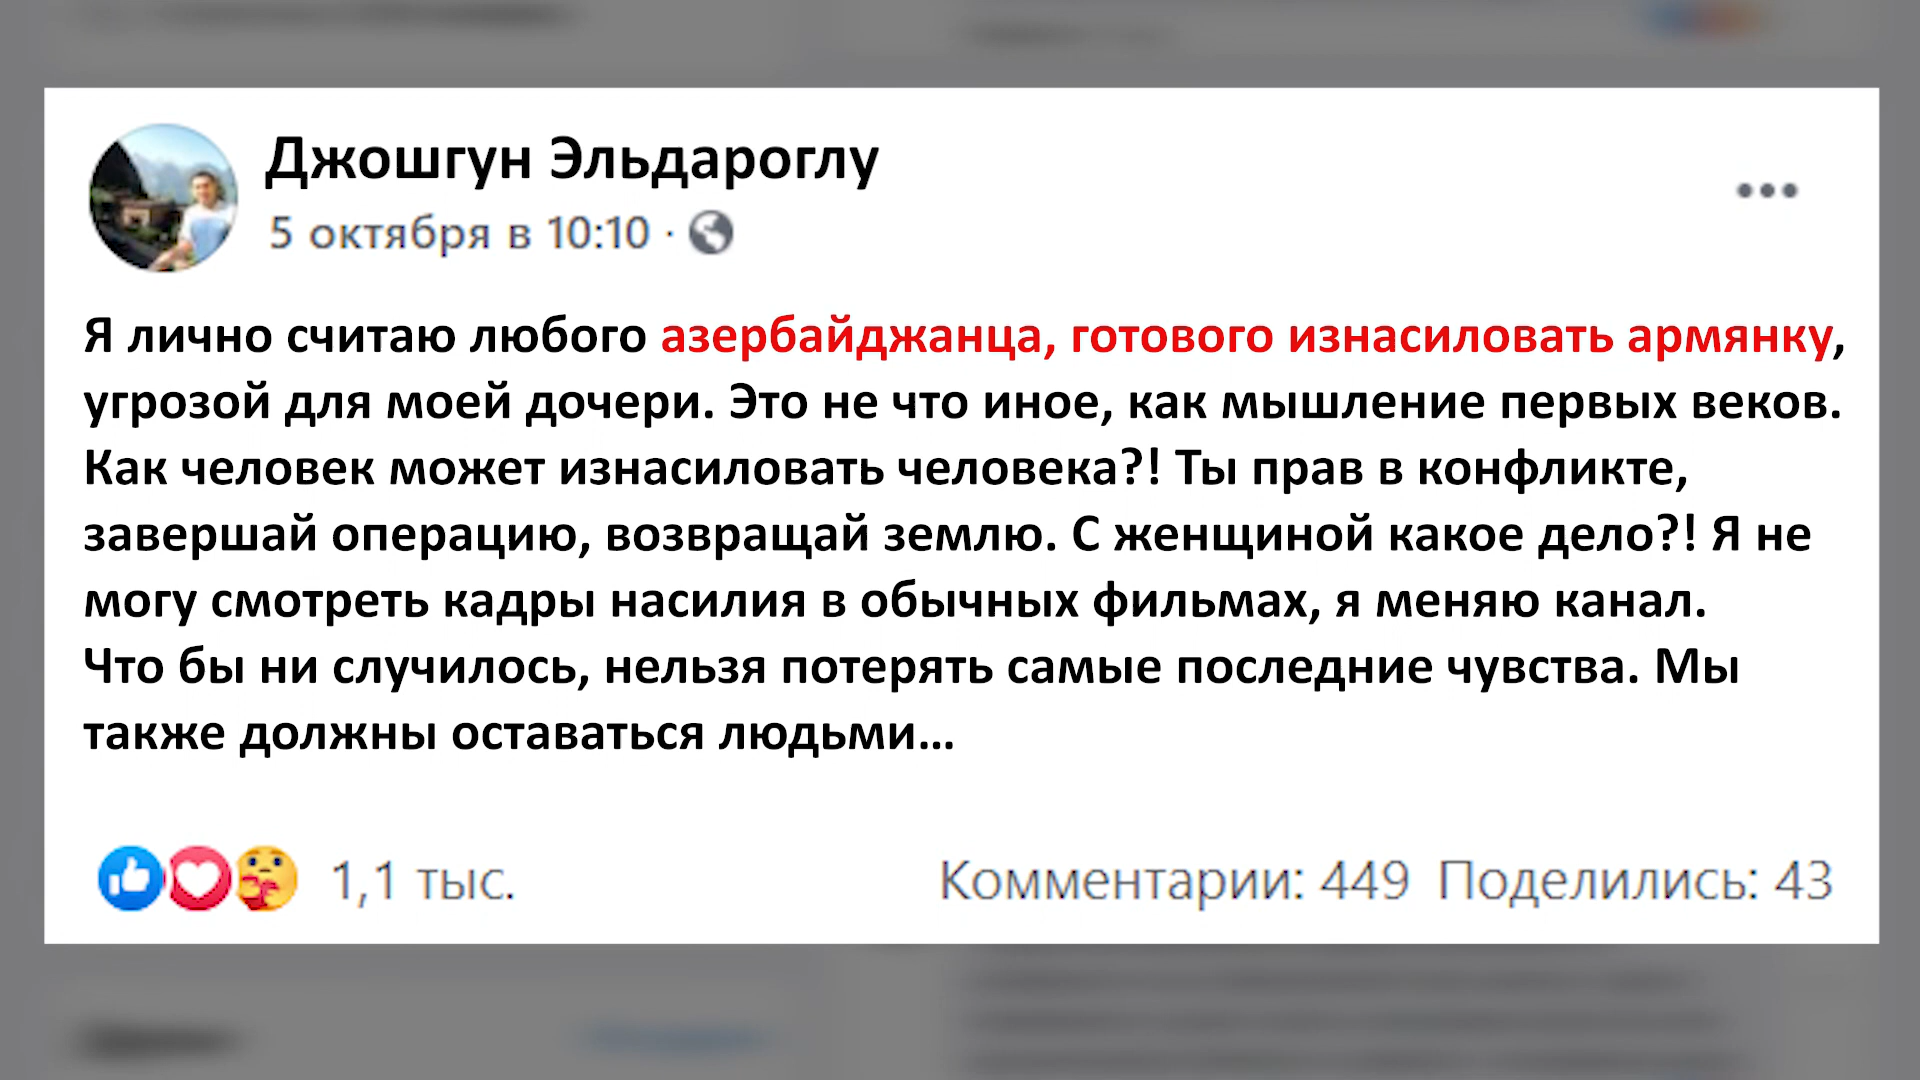 Джошгун Эльдароглу
5 октября в 10:10 ·
Я лично считаю любого азербайджанца, готового изнасиловать армянку,
угрозой для моей дочери. Это не что иное, как мышление первых веков.
Как человек может изнасиловать человека?! Ты прав в конфликте,
завершай операцию, возвращай землю. С женщиной какое дело?! Я не
могу смотреть кадры насилия в обычных фильмах, я меняю канал.
Что бы ни случилось, нельзя потерять самые последние чувства. Мы
также должны оставаться людьми...
1,1 тыс. Комментарии: 449 Поделились: 43